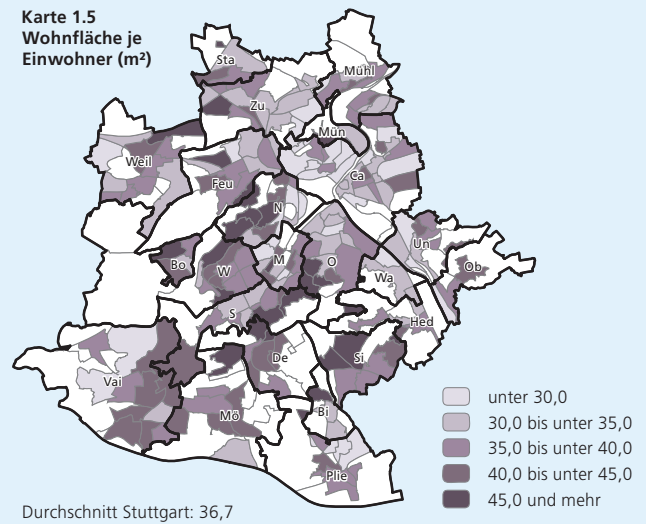 Karte 1.5
Wohnfläche je
Einwohner (m²)
Sta
Mühl
Zu
Mün
Weil
Feu
Ca
N
Un
Bo
W
M
O
Wa
Ob
S
Hed
De
Si
Vai
Mö
Bi
Plie
unter 30,0
30,0 bis unter 35,0
35,0 bis unter 40,0
40,0 bis unter 45,0
45,0 und mehr
Durchschnitt Stuttgart: 36,7